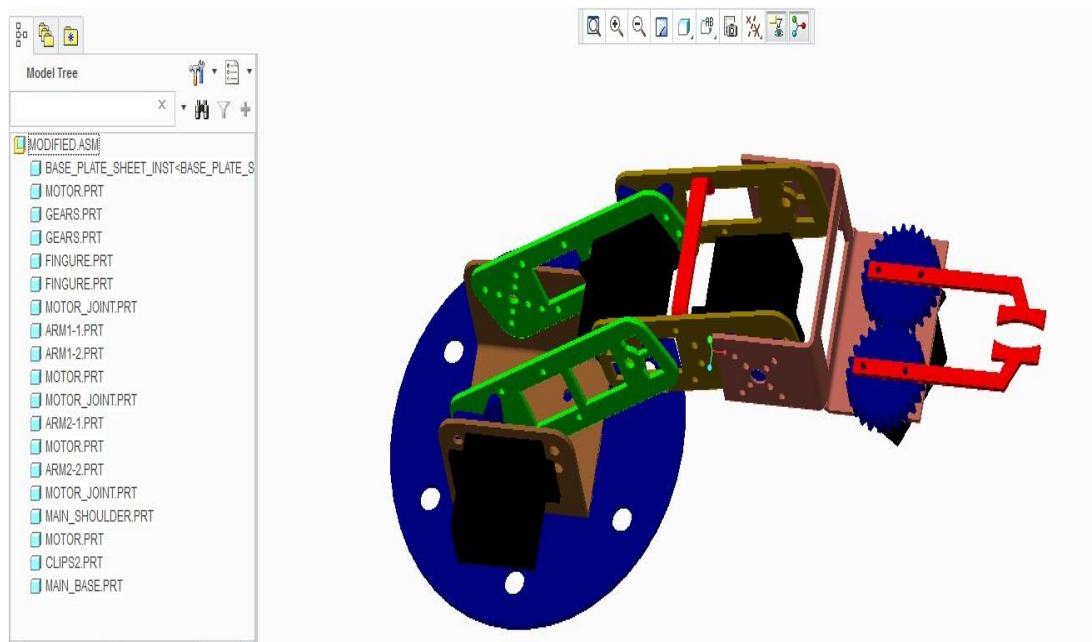 Model Tree
MODIFIED.ASM
BASE_PLATE_SHEET_INST<BASE_PLATE_S
MOTOR.PRT
GEARS.PRT
GEARS.PRT
FINGURE.PRT
FINGURE.PRT
MOTOR_JOINT.PRT
ARM1-1.PRT
ARM1-2.PRT
MOTOR.PRT
MOTOR_JOINT.PRT
ARM2-1.PRT
MOTOR.PRT
ARM2-2.PRT
MOTOR_JOINT.PRT
MAIN_SHOULDER.PRT
MOTOR.PRT
CLIPS2.PRT
MAIN_BASE.PRT